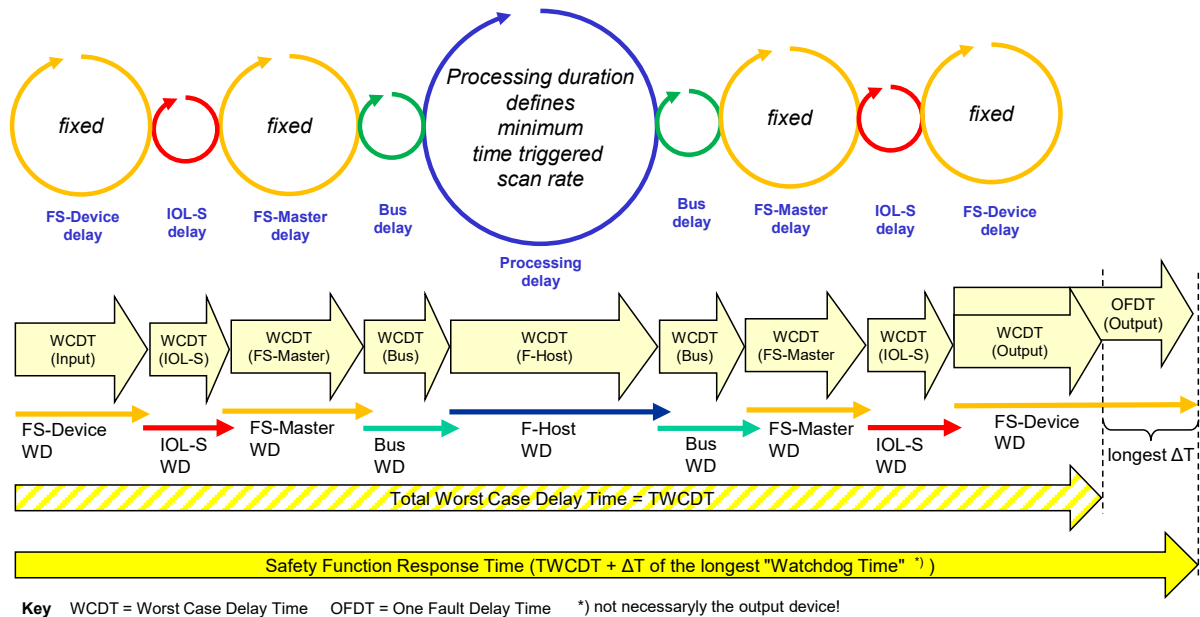 fixed
fixed
Processing duration
defines
minimum
time triggered
scan rate
fixed
fixed
FS-Device
delay
IOL-S
delay
FS-Master
delay
Bus
delay
Processing
delay
Bus
delay
FS-Master
delay
IOL-S
delay
FS-Device
delay
WCDT
(Input)
WCDT
(IOL-S)
WCDT
(FS-Master)
WCDT
(Bus)
WCDT
(F-Host)
WCDT
(Bus)
WCDT
(FS-Master
WCDT
(IOL-S)
WCDT
(Output)
OFDT
(Output)
FS-Device
WD
IOL-S
WD
FS-Master
WD
Bus
WD
F-Host
WD
Bus
WD
FS-Master
WD
IOL-S
WD
FS-Device
WD
longest ΔT
Total Worst Case Delay Time = TWCDT
Safety Function Response Time (TWCDT + ΔT of the longest "Watchdog Time" *) )
Key WCDT = Worst Case Delay Time OFDT = One Fault Delay Time *) not necessaryly the output device!